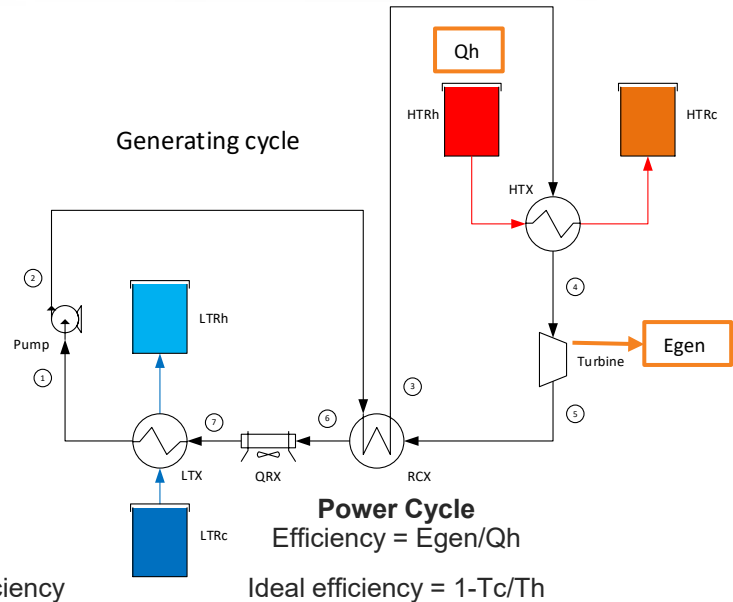 Qh
HTRh
HTRc
Generating cycle
HTX
2
4
LTRh
Pump
Turbine
Egen
1
3
7
6
5
LTX
QRX
RCX
LTRc
Power Cycle
Efficiency = Egen/Qh
ciency
Ideal efficiency = 1-Tc/Th